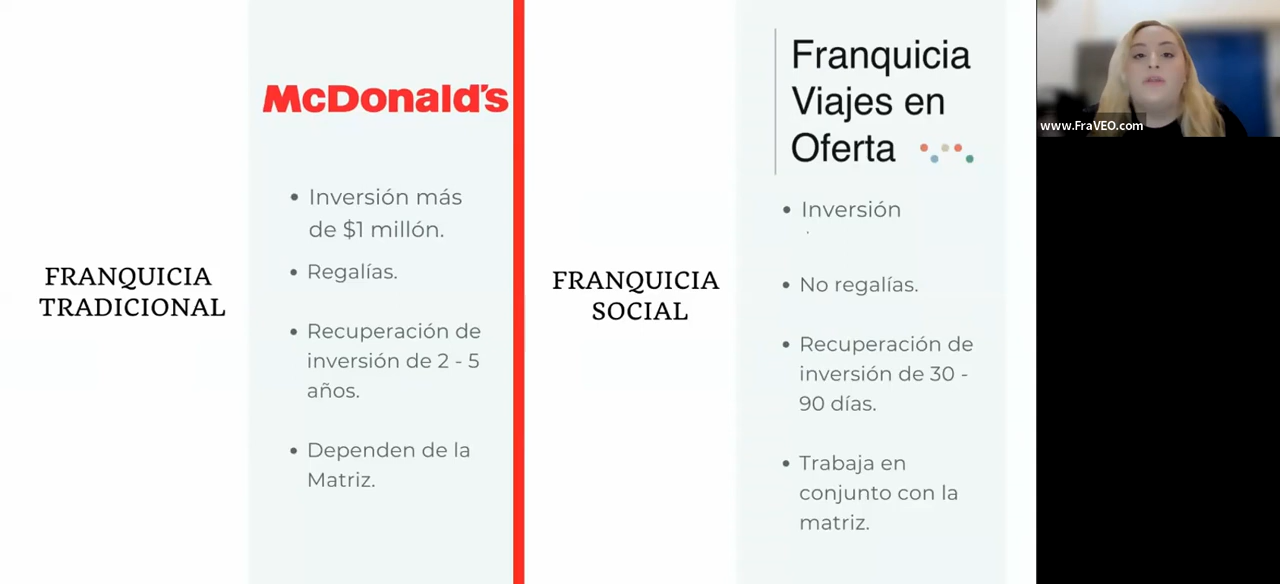 FRANQUICIA
TRADICIONAL
McDonald's
Inversión más
de $1 millón.
Regalías.
Recuperación de
inversión de 2 - 5
años.
Dependen de la
Matriz.
FRANQUICIA
SOCIAL
Franquicia
Viajes en
Oferta
Inversión
No regalías.
Recuperación de
inversión de 30 -
90 días.
Trabaja en
conjunto con la
matriz.
www.FraVEO.com